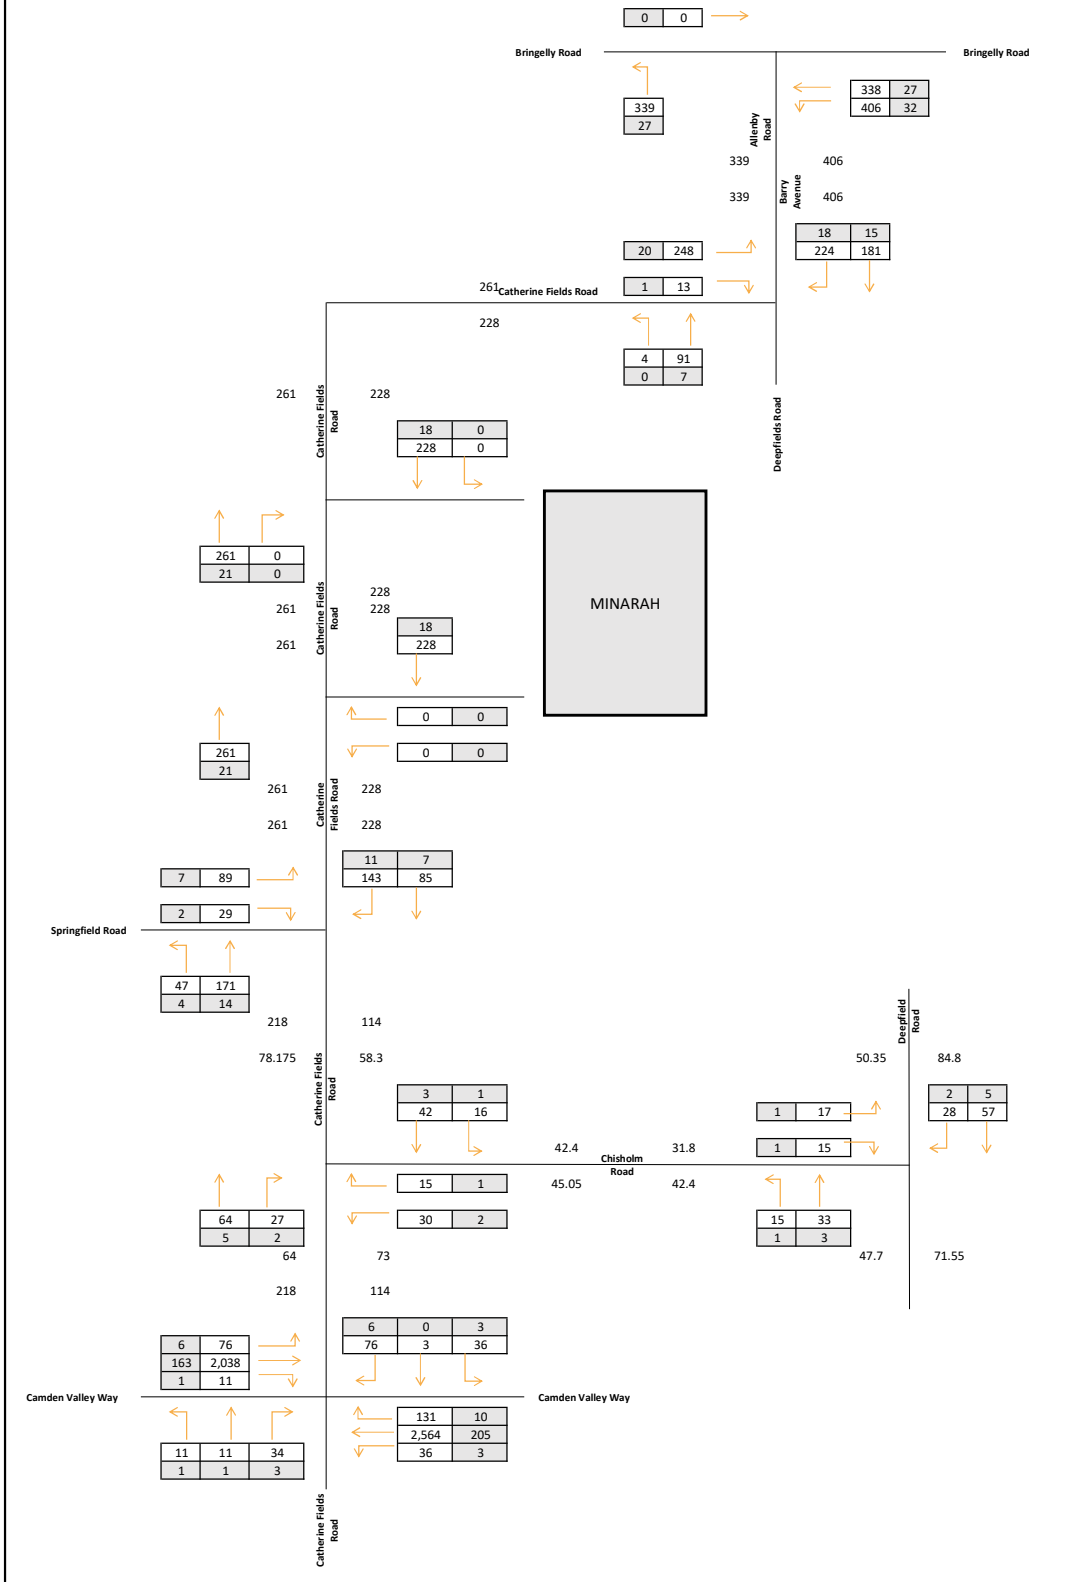 0 0
Bringelly Road Bringelly Road
339
27
338 27
406 32
Allenby
Road
339 406
Barry
Avenue
339 406
18 15
224 181
20 248
1 13
261 Catherine Fields Road
228
4 91
0 7
Deepfields Road
261 228
Catherine Fields
Road
18 0
228 0
261 0
21 0
MINARAH
228
261 228
Catherine Fields
Road
18
228
261
0 0
0 0
261
21
261 228
Catherine
Fields Road
261 228
11 7
143 85
7 89
2 29
Springfield Road
47 171
4 14
218 114
78.175 58.3
Catherine Fields
Road
Deepfield
Road
50.35 84.8
3 1
42 16
1 17
1 15
2 5
28 57
42.4 31.8
Chisholm
Road
45.05 42.4
15 1
30 2
64 27
5 2
15 33
1 3
64 73
47.7 71.55
218 114
6 0 3
76 3 36
6 76
163 2,038
1 11
Camden Valley Way Camden Valley Way
131 10
2,564 205
36 3
11 11 34
1 1 3
Catherine Fields
Road